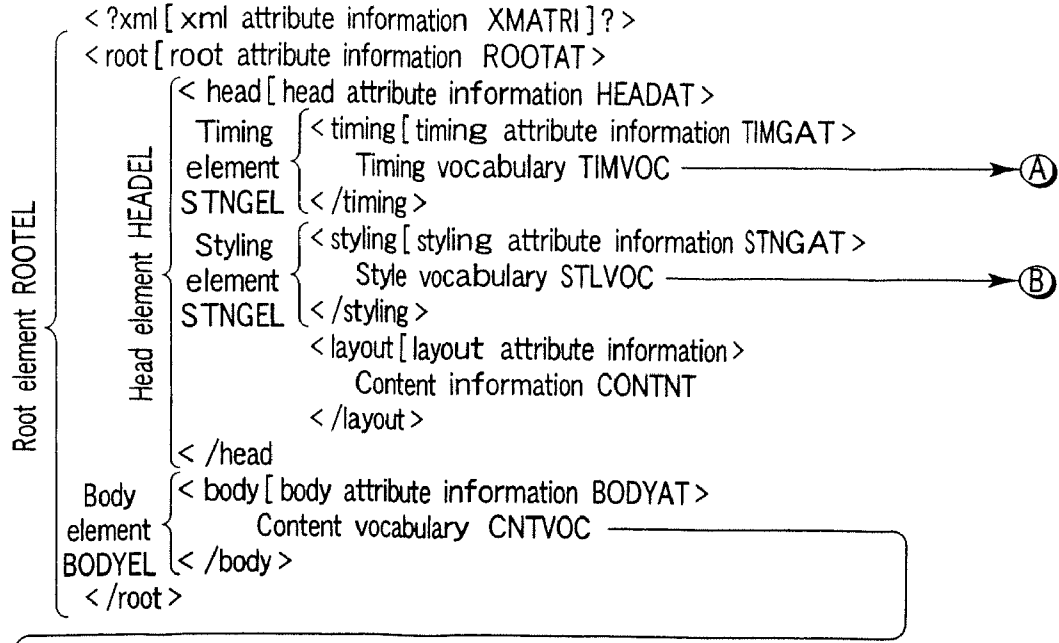 < ?xml [ xml attribute information XMATRI ] ? >
< root [ root attribute information ROOTAT >
< head [ head attribute information HEADAT >
Timing < timing [ timing attribute information TIMGAT >
element Timing vocabulary TIMVOC A
STNGEL < /timing >
Styling < styling [ styling attribute information STNGAT >
element Style vocabulary STLVOC B
STNGEL < /styling >
< layout [ layout attribute information >
Content information CONTNT
< /layout >
< /head
Head element HEADEL
Body < body [ body attribute information BODYAT >
element Content vocabulary CNTVOC
BODYEL < /body >
< /root >
Root element ROOTEL